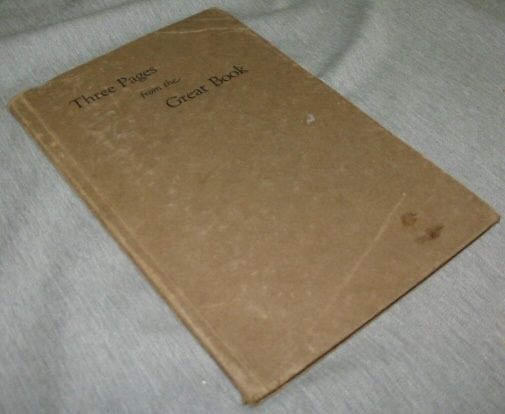 Three Pages
from the
Great Book